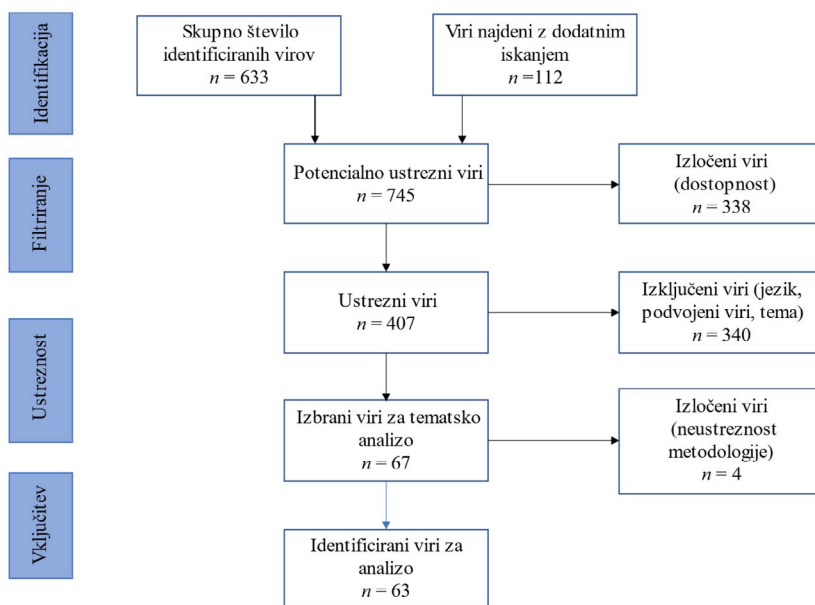 Identifikacija
Skupno število
identificiranih virov
n = 633
Viri najdeni z dodatnim
iskanjem
n =112
Filtriranje
Potencialno ustrezni viri
n = 745
Izločeni viri
(dostopnost)
n = 338
Ustrezni viri
n = 407
Izključeni viri (jezik,
podvojeni viri, tema)
n = 340
Ustreznost
Izbrani viri za tematsko
analizo
n = 67
Izločeni viri
(neustreznost
metodologije)
n = 4
Vključitev
Identificirani viri za
analizo
n = 63